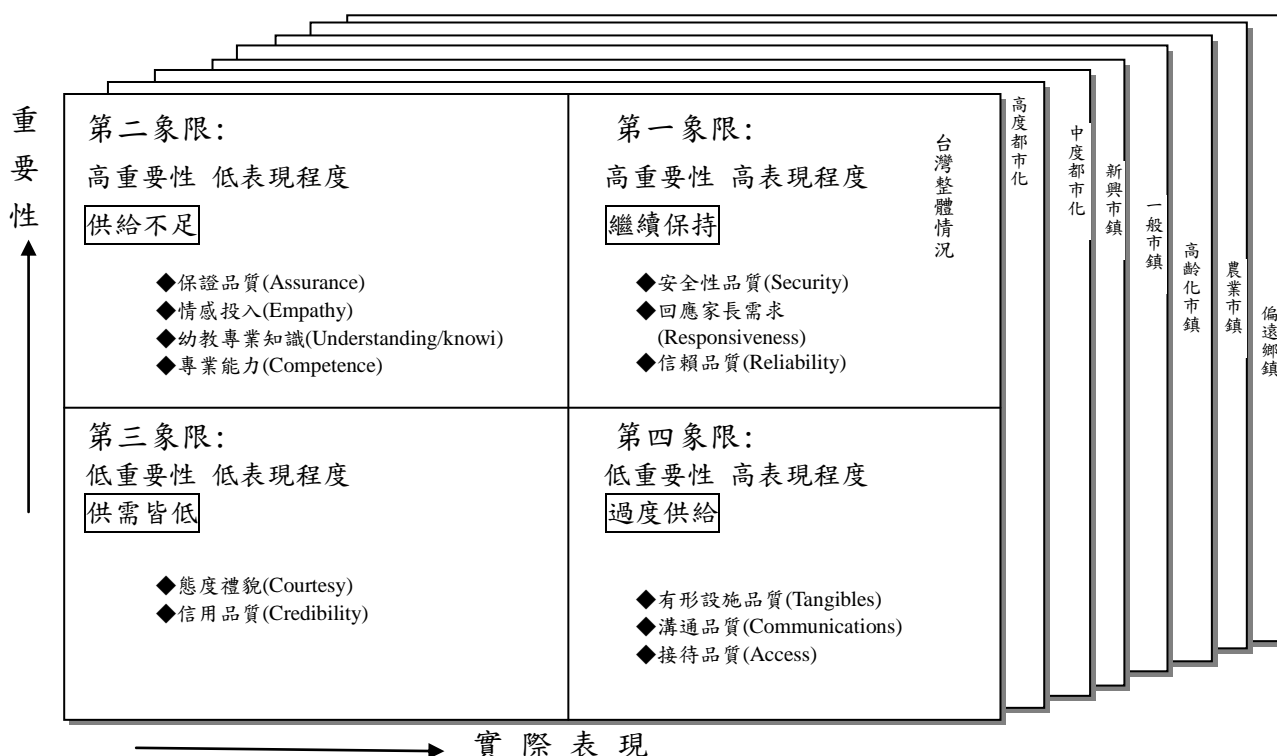 重要性
第二象限:
高重要性 低表現程度
供給不足
◆保證品質(Assurance)
◆情感投入(Empathy)
◆幼教專業知識(Understanding/knowi)
◆專業能力(Competence)
第一象限:
高重要性 高表現程度
繼續保持
◆安全性品質(Security)
◆回應家長需求
(Responsiveness)
◆信賴品質(Reliability)
台灣整體情況
高度都市化
中度都市化
新興市鎮
一般市鎮
高齡化市鎮
農業市鎮
偏遠鄉鎮
第三象限:
低重要性 低表現程度
供需皆低
◆態度禮貌(Courtesy)
◆信用品質(Credibility)
第四象限:
低重要性 高表現程度
過度供給
◆有形設施品質(Tangibles)
◆溝通品質(Communications)
◆接待品質(Access)
實際表現